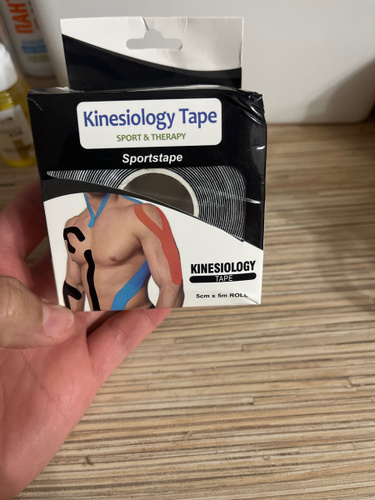 Kinesiology Tape
SPORT & THERAPY
Sportstape
KINESIOLOGY
TAPE
5cm x 5m ROLL